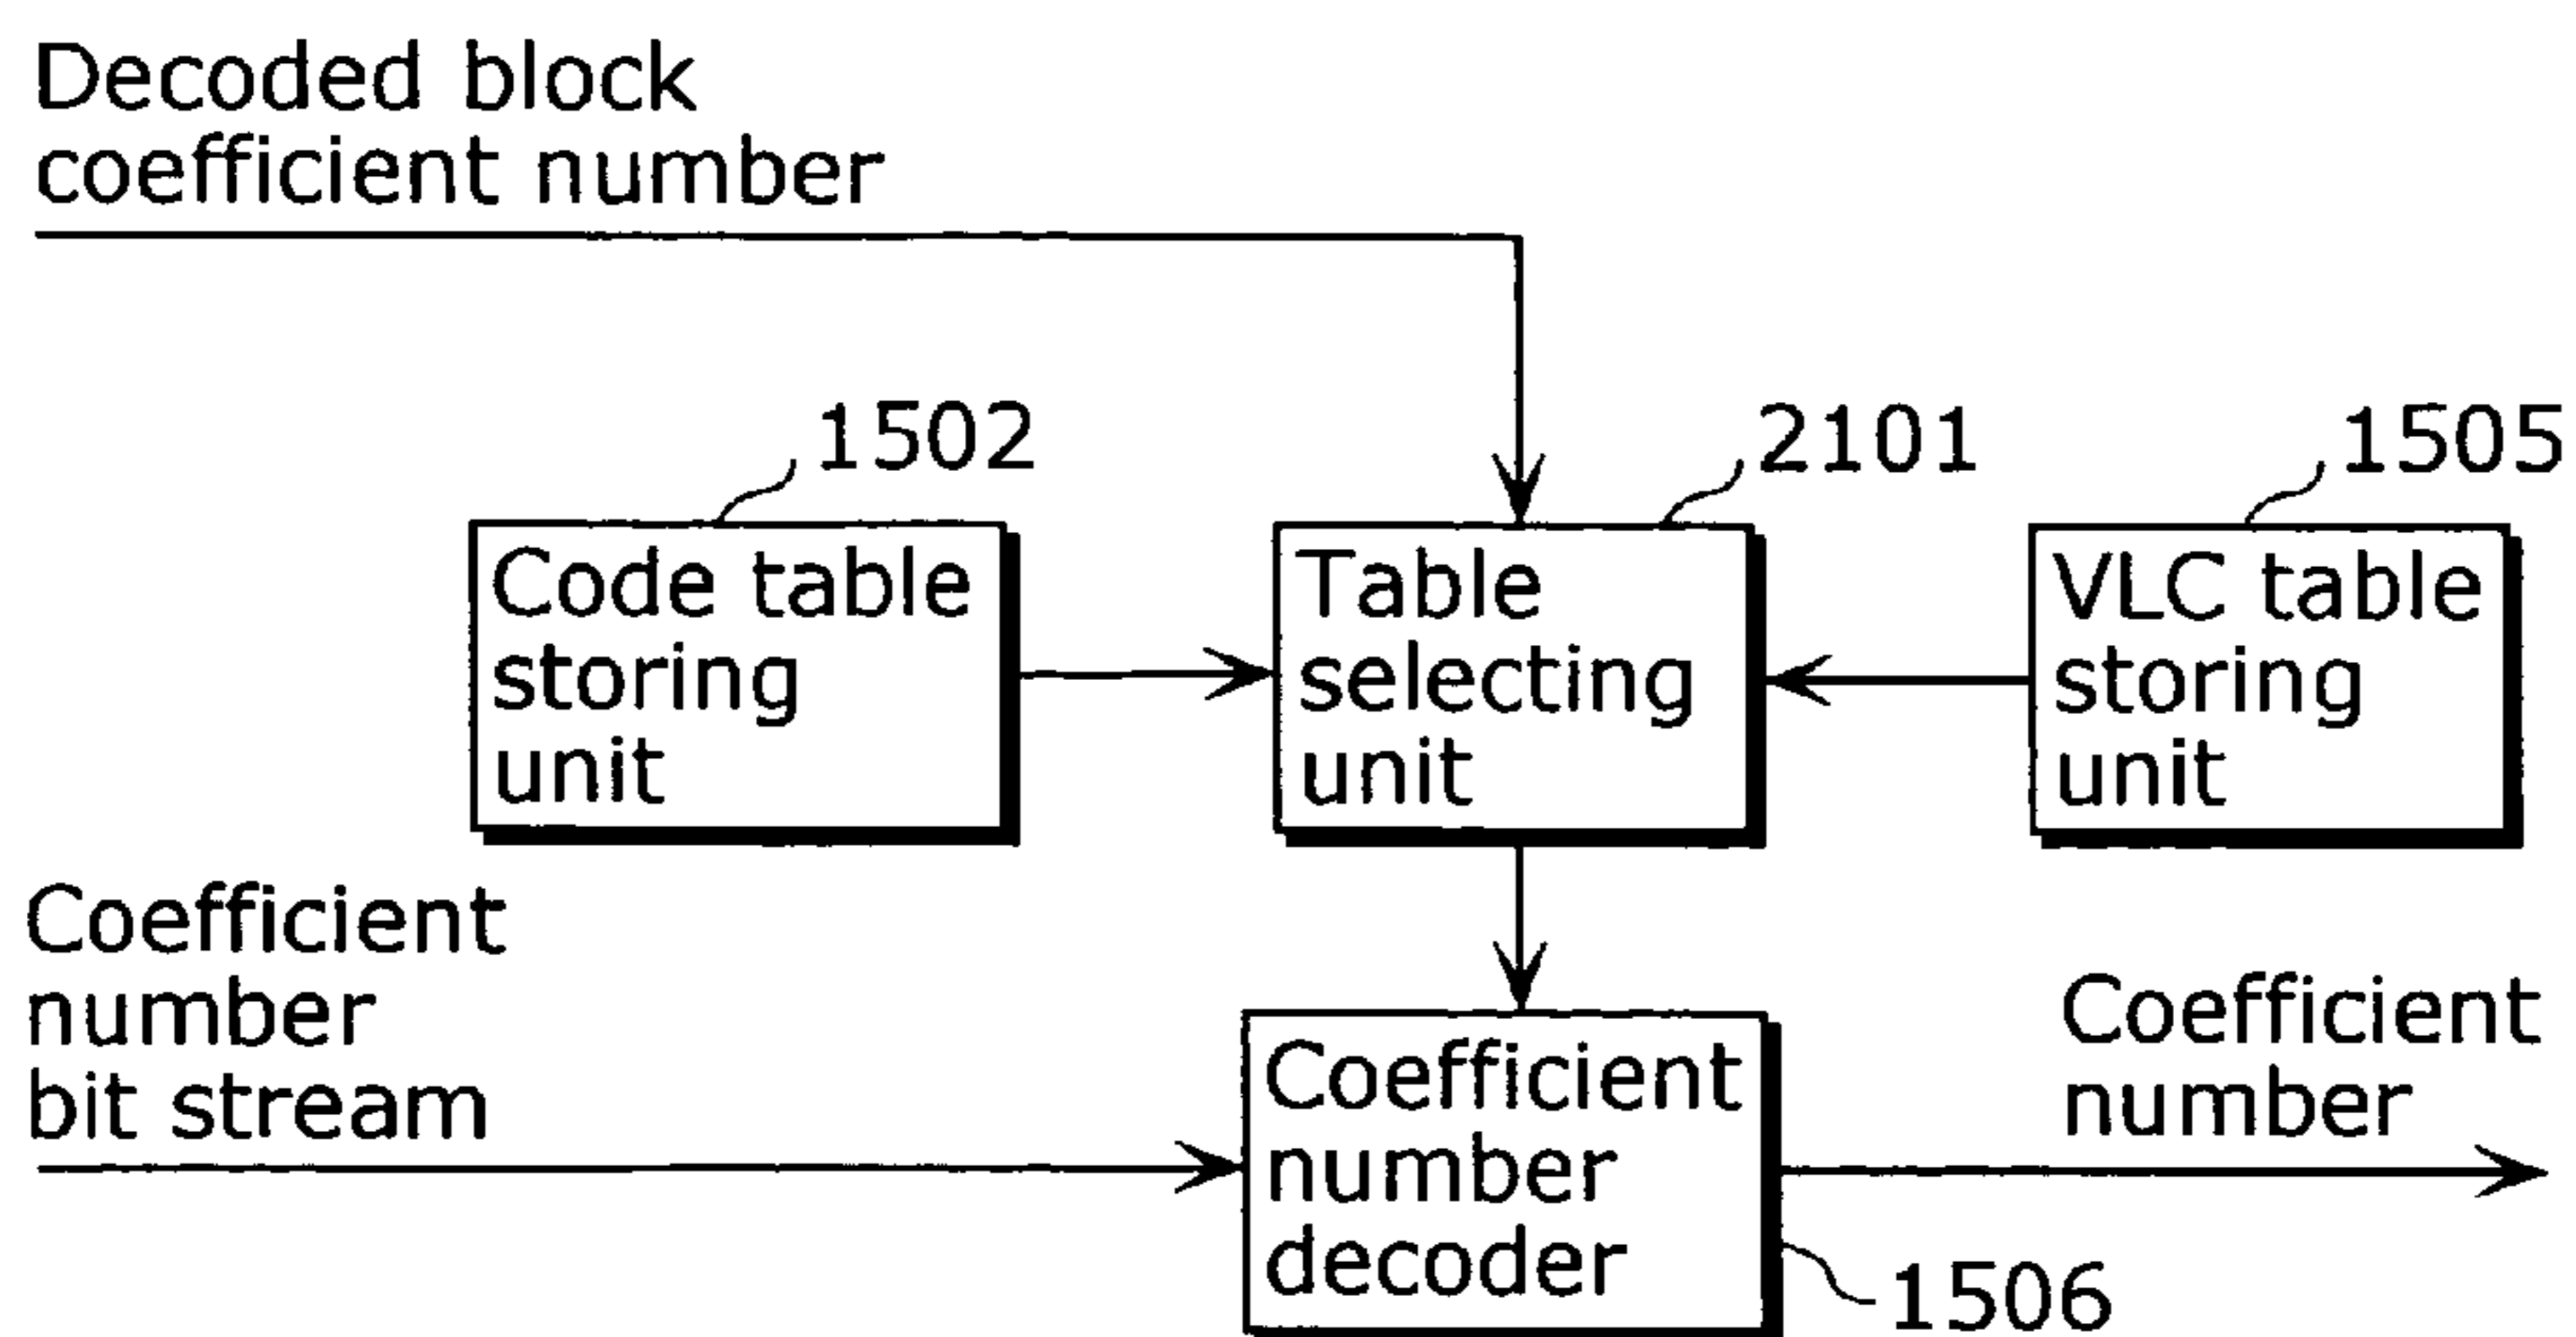 Decoded block
coefficient number
1502
2101
1505
Code table
storing
unit
Table
selecting
unit
VLC table
storing
unit
Coefficient
number
bit stream
Coefficient
number
decoder
Coefficient
number
1506